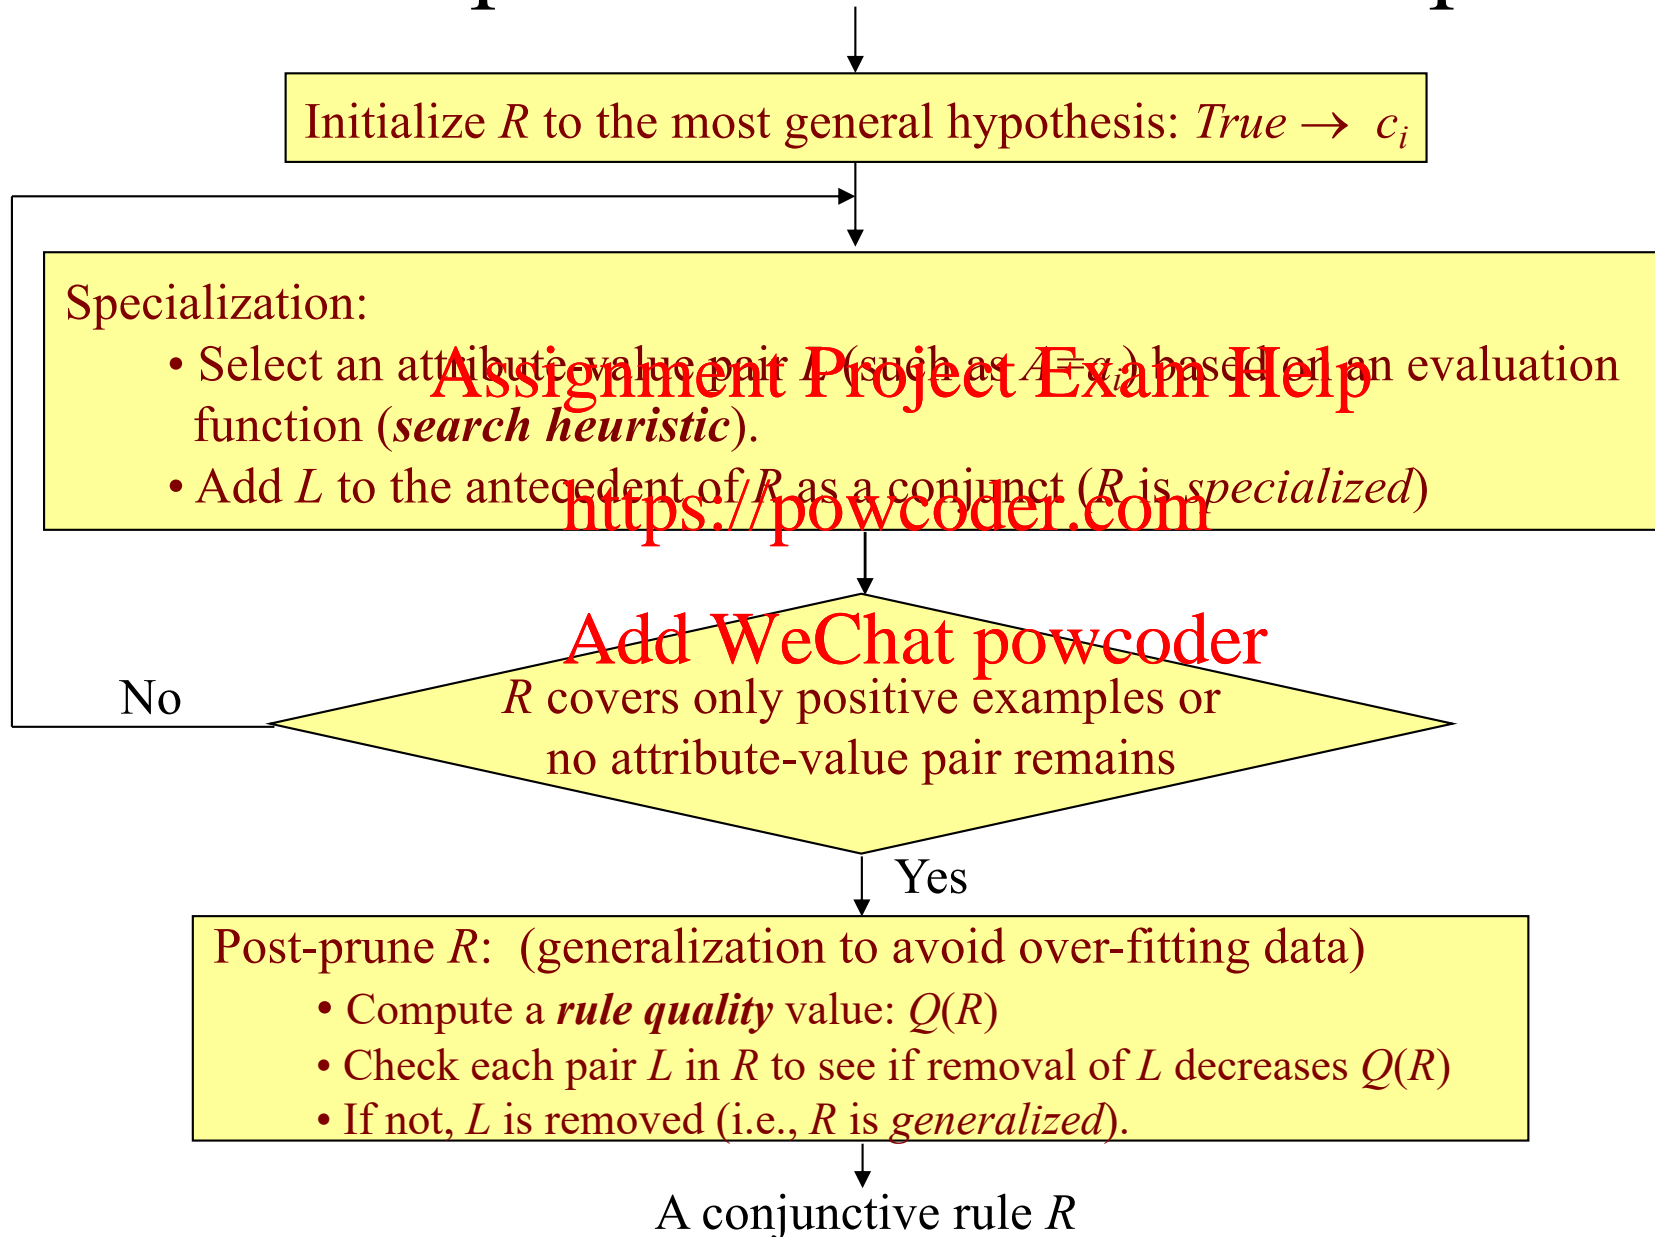 Initialize R to the most general hypothesis: True → cᵢ
Specialization:
• Select an attribute-value pair L (such as A=aᵢ) based on an evaluation
Assignment Project Exam Help
function (search heuristic).
• Add L to the antecedent of R as a conjunct (R is specialized)
https://powcoder.com
Add WeChat powcoder
No
R covers only positive examples or
no attribute-value pair remains
Yes
Post-prune R: (generalization to avoid over-fitting data)
• Compute a rule quality value: Q(R)
• Check each pair L in R to see if removal of L decreases Q(R)
• If not, L is removed (i.e., R is generalized).
A conjunctive rule R